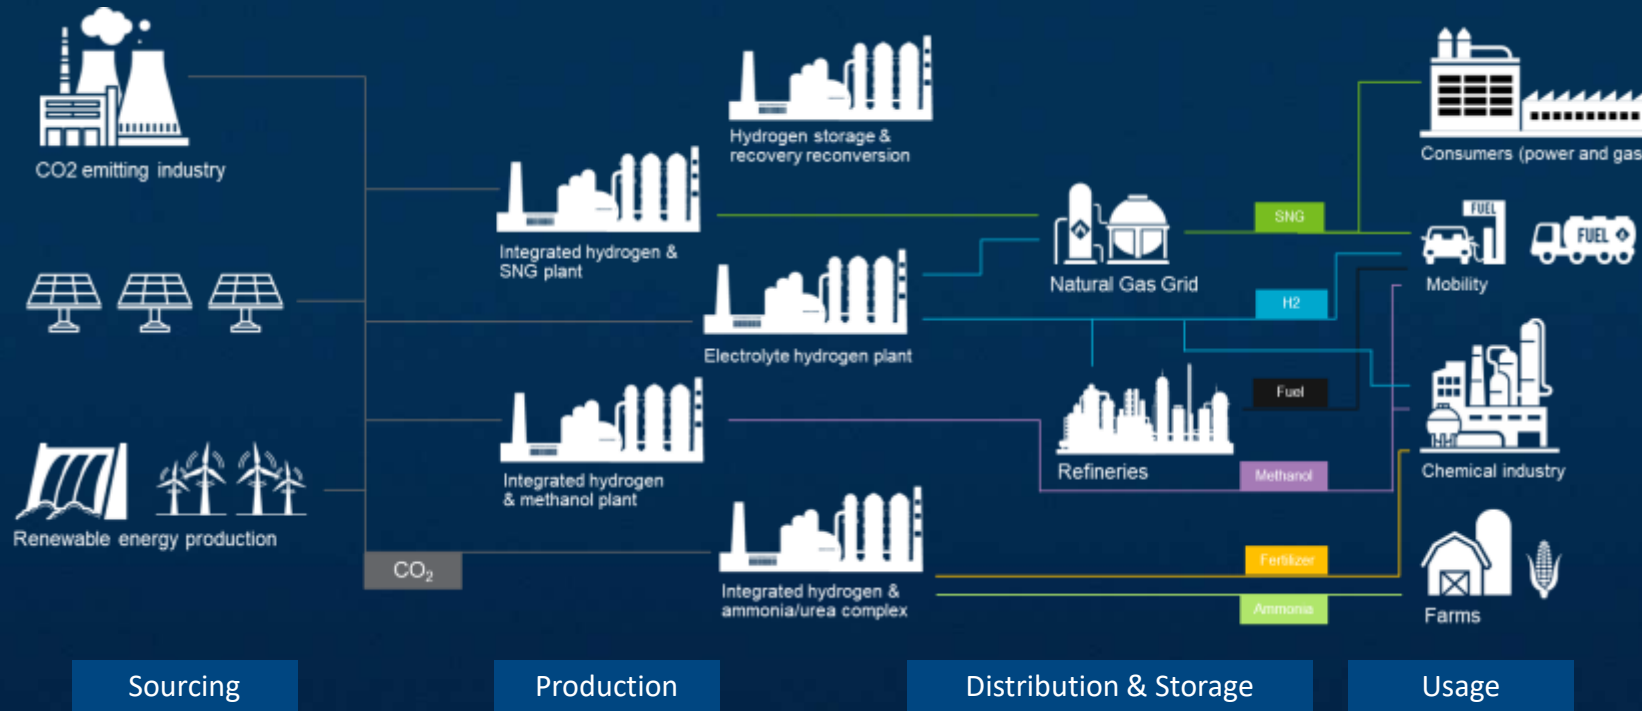 CO2 emitting industry
Renewable energy production
CO₂
Hydrogen storage &
recovery reconversion
Integrated hydrogen &
SNG plant
Electrolyte hydrogen plant
Integrated hydrogen
& methanol plant
Integrated hydrogen &
ammonia/urea complex
Natural Gas Grid
Refineries
SNG
H2
Fuel
Methanol
Fertilizer
Ammonia
Consumers (power and gas
FUEL
FUEL
Mobility
Chemical industry
Farms
Sourcing
Production
Distribution & Storage
Usage